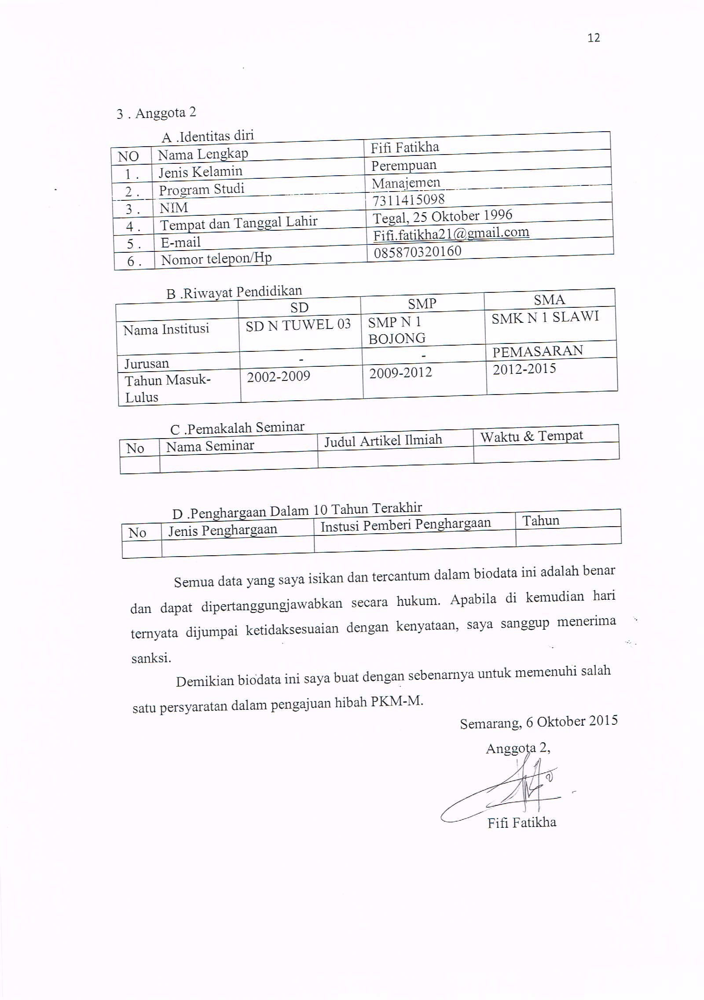 12
3 . Anggota 2
A .Identitas diri
NO Nama Lengkap Fifi Fatikha
1 . Jenis Kelamin Perempuan
2 . Program Studi Manajemen
3 . NIM 7311415098
4 . Tempat dan Tanggal Lahir Tegal, 25 Oktober 1996
5 . E-mail Fifi.fatikha21@gmail.com
6 . Nomor telepon/Hp 085870320160
B .Riwayat Pendidikan
SD SMP SMA
Nama Institusi SD N TUWEL 03 SMP N 1 SMK N 1 SLAWI
BOJONG
Jurusan - - PEMASARAN
Tahun Masuk- 2002-2009 2009-2012 2012-2015
Lulus
C .Pemakalah Seminar
No Nama Seminar Judul Artikel Ilmiah Waktu & Tempat
D .Penghargaan Dalam 10 Tahun Terakhir
No Jenis Penghargaan Instusi Pemberi Penghargaan Tahun
Semua data yang saya isikan dan tercantum dalam biodata ini adalah benar
dan dapat dipertanggungjawabkan secara hukum. Apabila di kemudian hari
ternyata dijumpai ketidaksesuaian dengan kenyataan, saya sanggup menerima
sanksi.
Demikian biodata ini saya buat dengan sebenarnya untuk memenuhi salah
satu persyaratan dalam pengajuan hibah PKM-M.
Semarang, 6 Oktober 2015
Anggota 2,
Fifi Fatikha